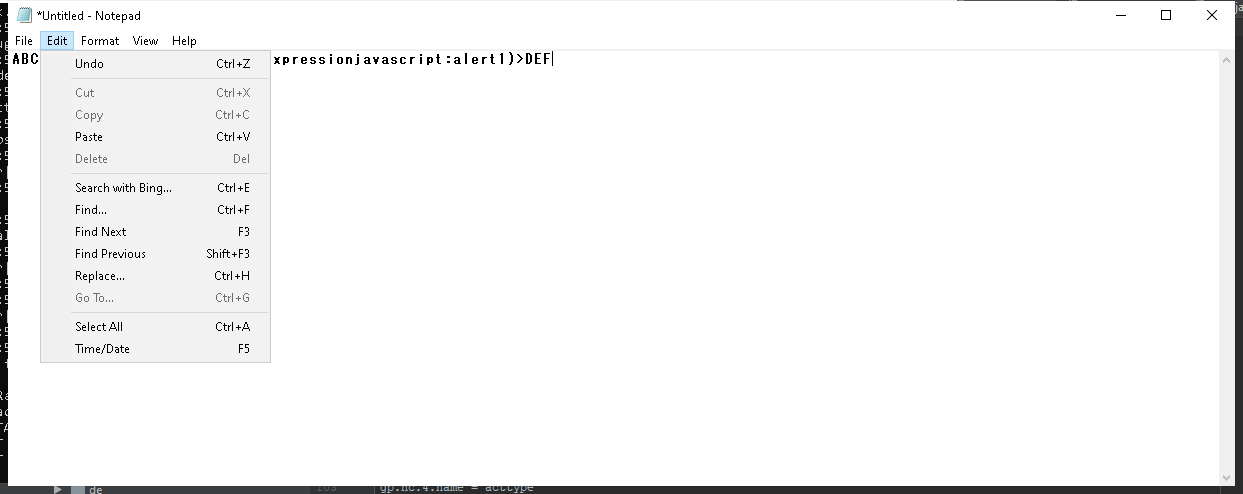 *Untitled - Notepad
File Edit Format View Help
ABC xpressionjavascript:alert1)>DEF
Undo Ctrl+Z
Cut Ctrl+X
Copy Ctrl+C
Paste Ctrl+V
Delete Del
Search with Bing... Ctrl+E
Find... Ctrl+F
Find Next F3
Find Previous Shift+F3
Replace... Ctrl+H
Go To... Ctrl+G
Select All Ctrl+A
Time/Date F5
de
gp.nc.4.name = acttype